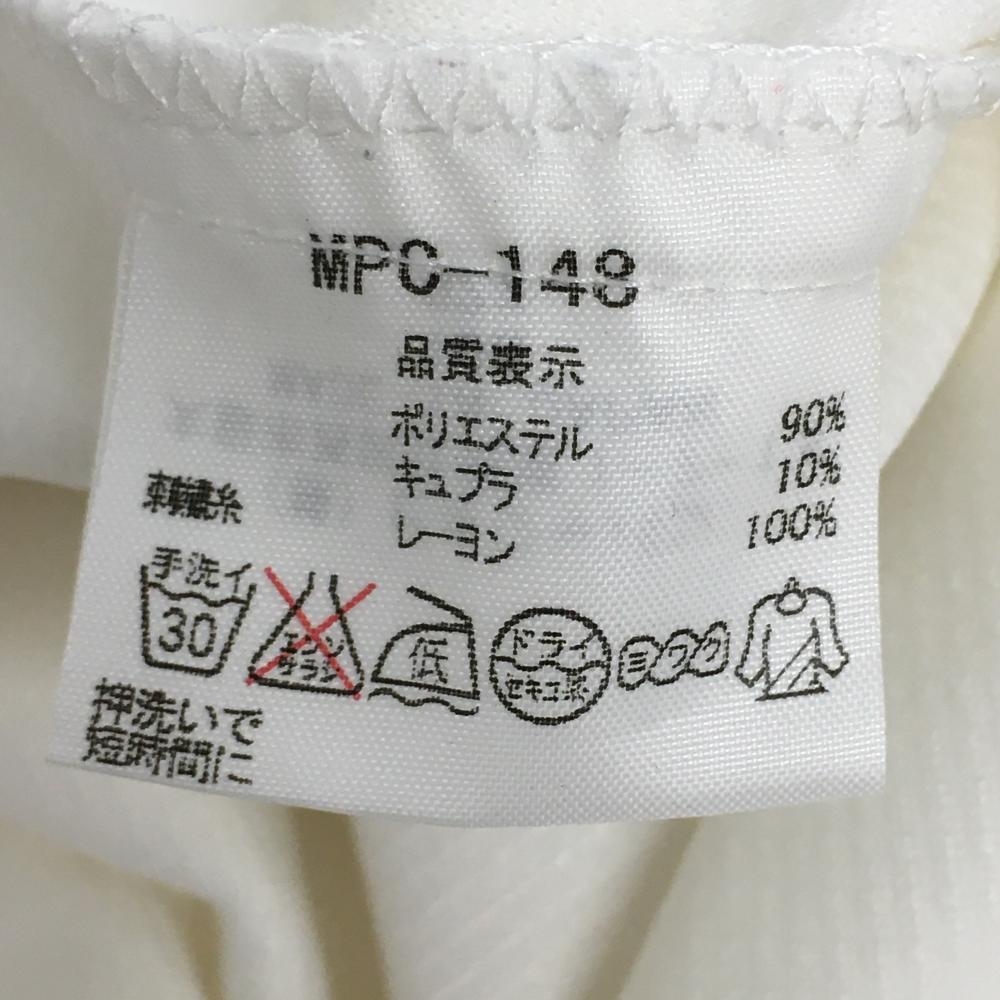 MPC-148
品質表示
ポリエステル 90%
キュプラ 10%
刺繍糸 レーヨン 100%
手洗イ
30
エンソ
サラシ
低
ドライ
セキユ系
ヨワク
押洗いで
短時間に